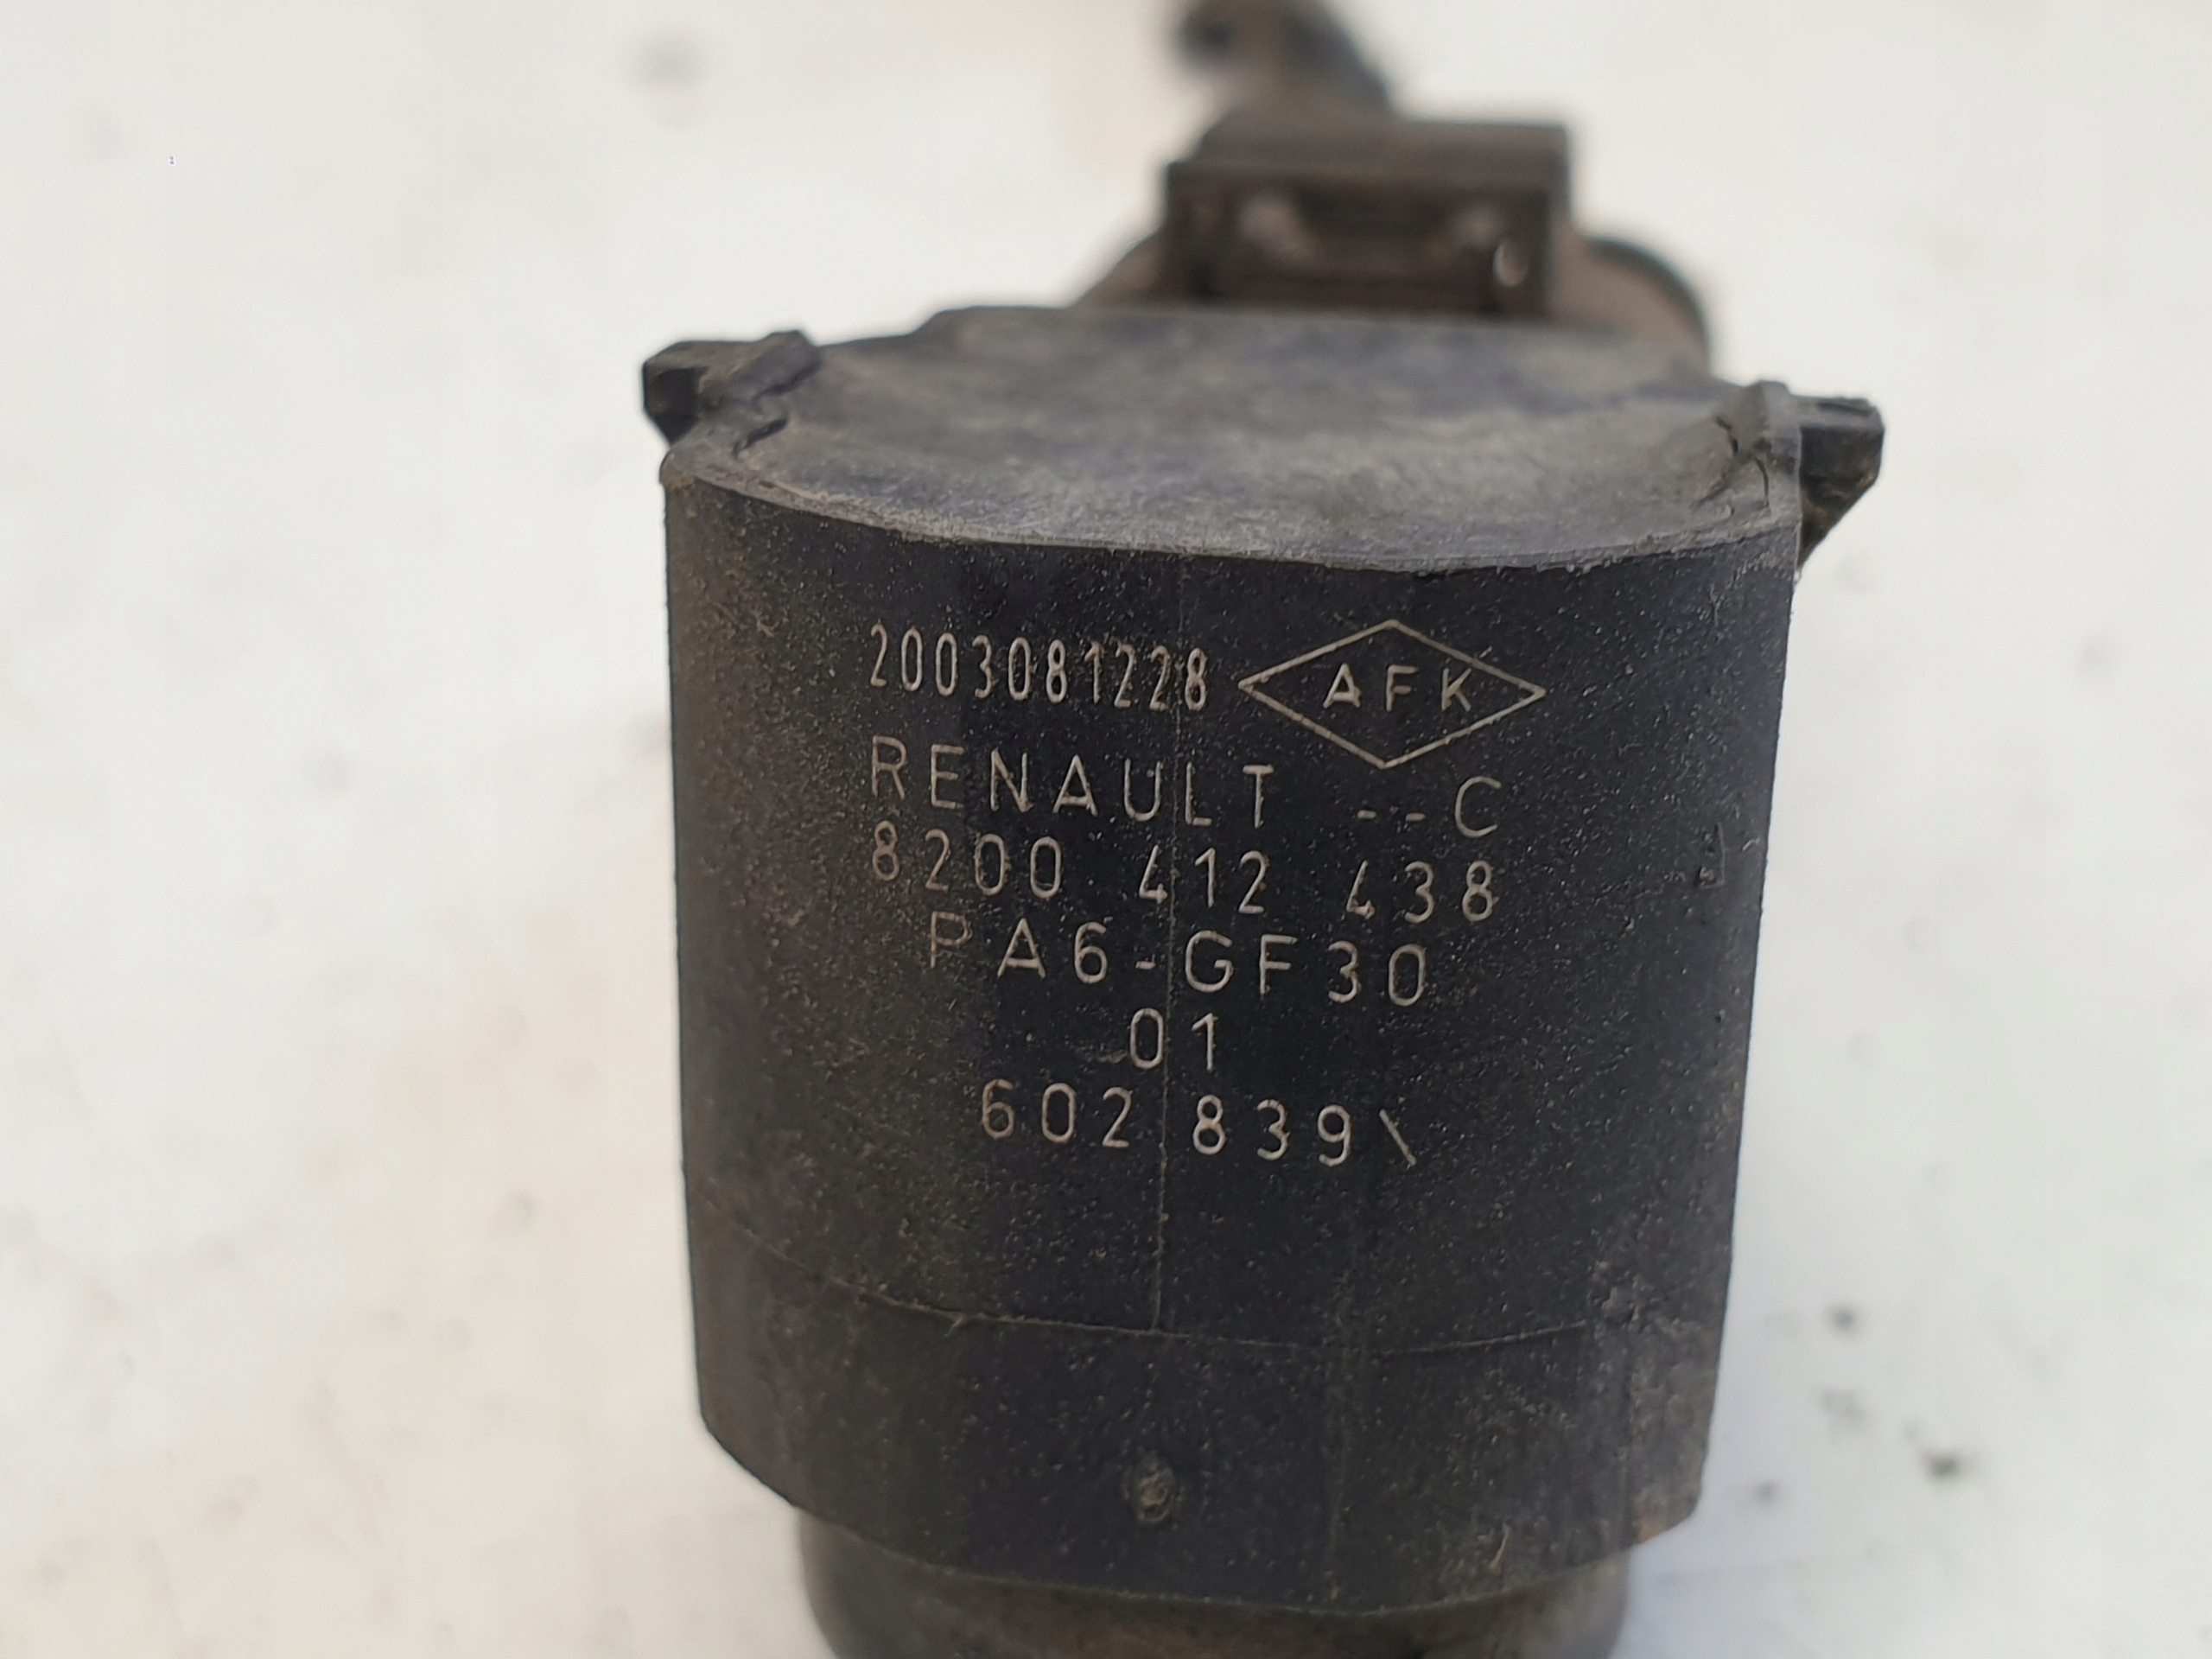 2003081228 AFK
RENAULT --C
8200 412 438
PA6-GF30
01
602 839\